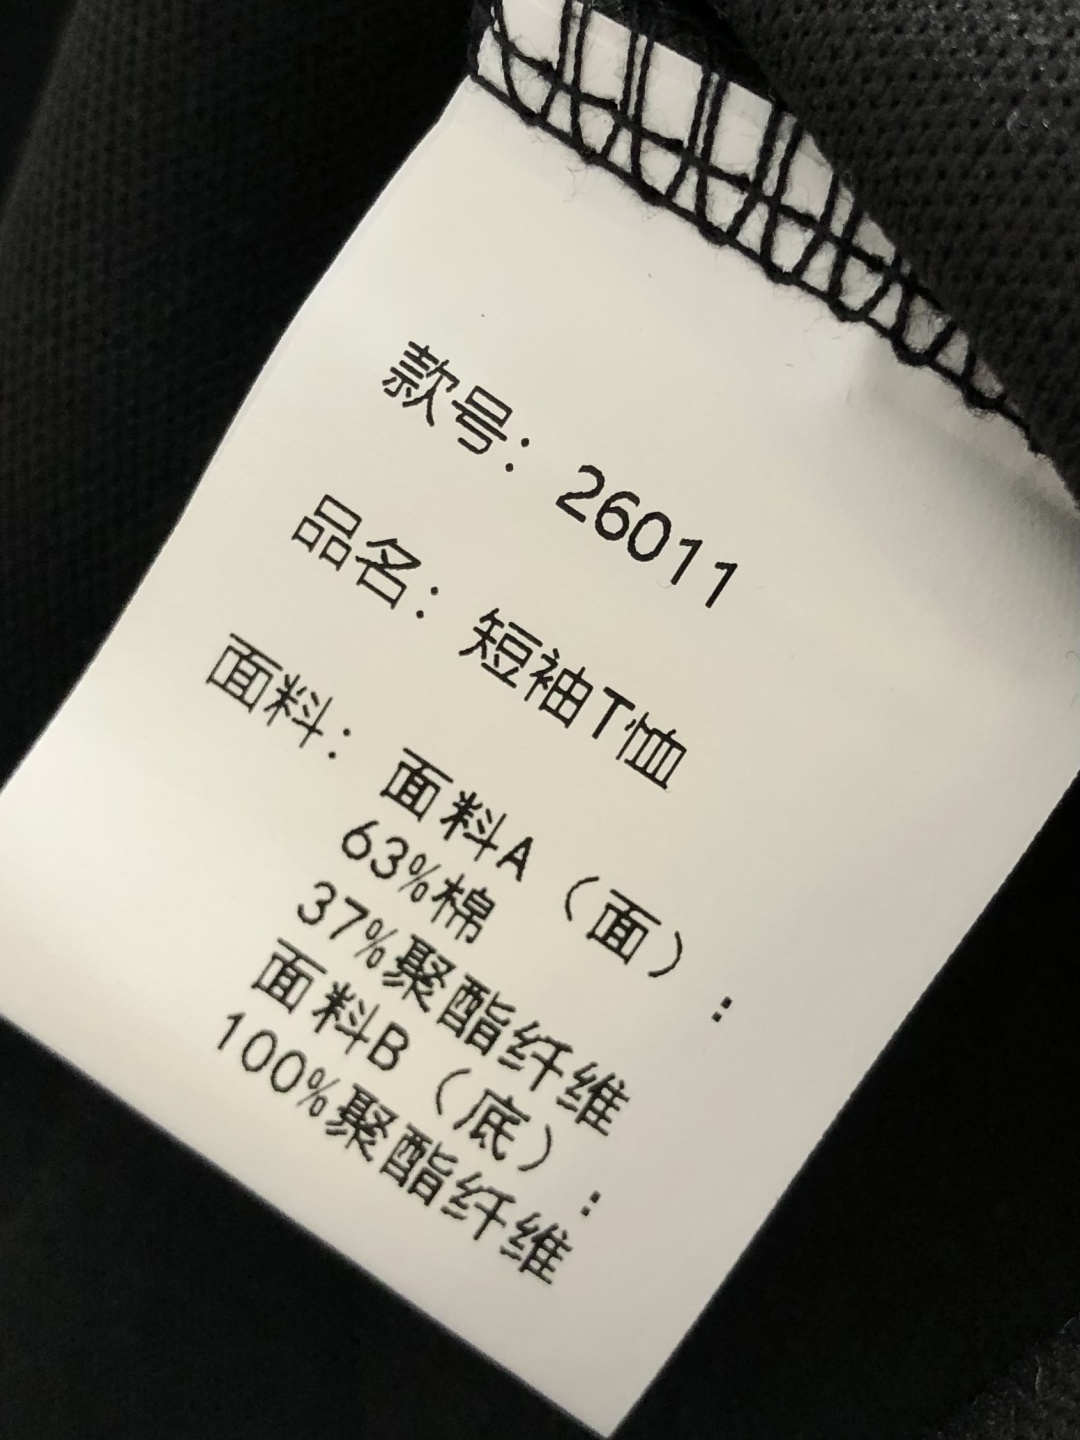 款号：26011
品名：短袖T恤
面料：面料A（面）：
63%棉
37%聚酯纤维
面料B（底）：
100%聚酯纤维